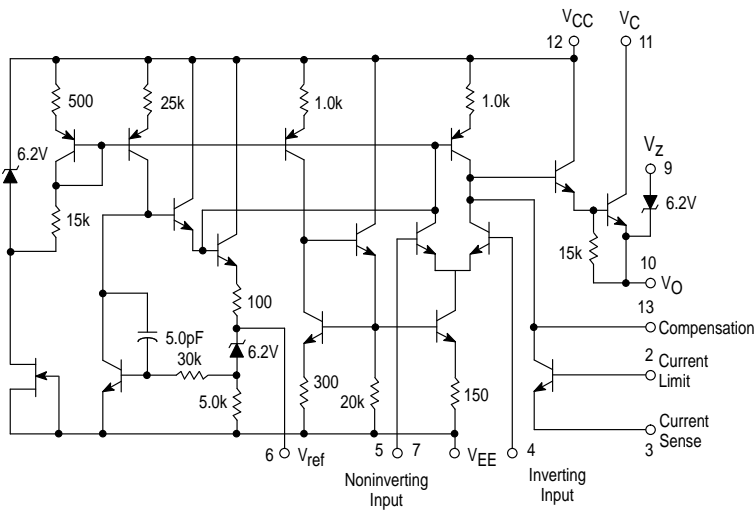 VCC
VC
12
11
500
25k
1.0k
1.0k
VZ
9
6.2V
6.2V
15k
15k
10
VO
100
13
Compensation
5.0pF
6.2V
30k
2
Current
Limit
300
150
5.0k
20k
Current
Sense
3
6
Vref
5
7
VEE
4
Noninverting
Input
Inverting
Input